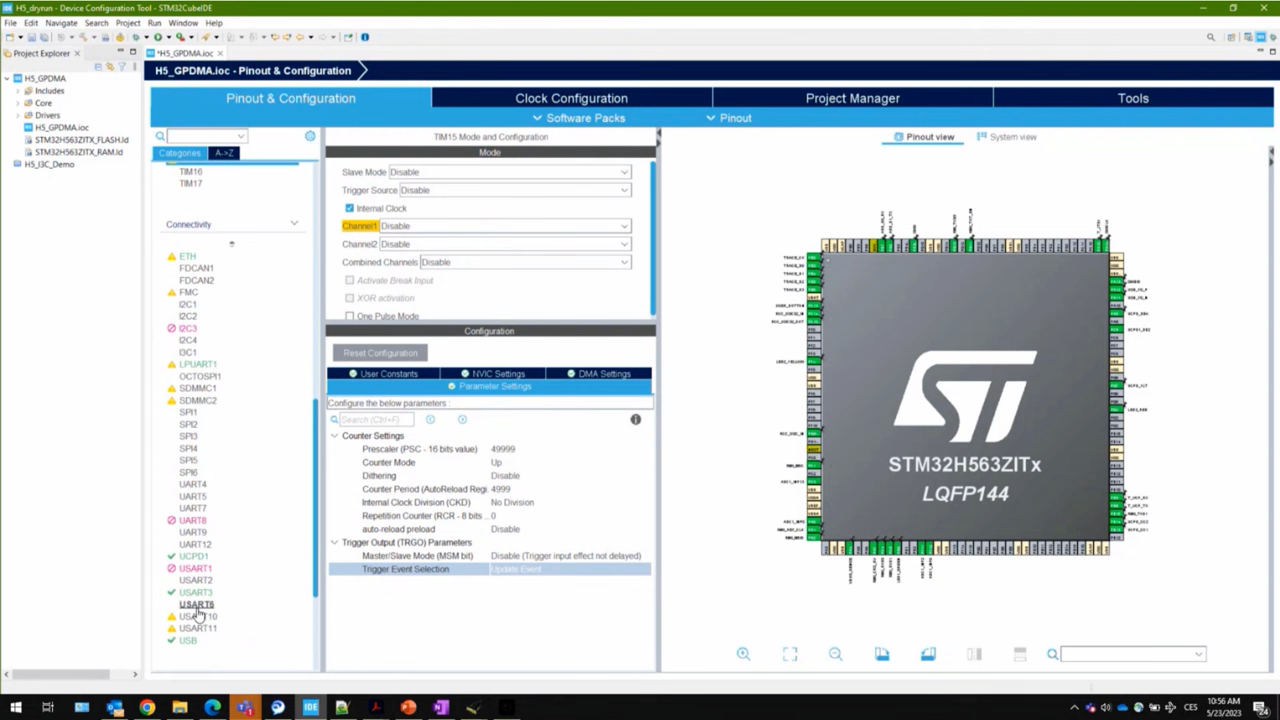 H5_dryrun - Device Configuration Tool - STM32CubeIDE
File Edit Navigate Search Project Run Window Help
Project Explorer
*H5_GPDMA.ioc
H5_GPDMA
Includes
Core
Drivers
H5_GPDMA.ioc
STM32H563ZITX_FLASH.ld
STM32H563ZITX_RAM.ld
H5_I3C_Demo
H5_GPDMA.ioc - Pinout & Configuration
Pinout & Configuration
Clock Configuration
Project Manager
Tools
Software Packs
Pinout
Categories
A->Z
TIM16
TIM17
Connectivity
ETH
FDCAN1
FDCAN2
FMC
I2C1
I2C2
I2C3
I2C4
I3C1
LPUART1
OCTOSPI1
SDMMC1
SDMMC2
SPI1
SPI2
SPI3
SPI4
SPI5
SPI6
UART4
UART5
UART7
UART8
UART9
UART12
UCPD1
USART1
USART2
USART3
USART6
USART10
USART11
USB
TIM15 Mode and Configuration
Mode
Slave Mode Disable
Trigger Source Disable
Internal Clock
Channel1 Disable
Channel2 Disable
Combined Channels Disable
Activate Break Input
XOR activation
One Pulse Mode
Configuration
Reset Configuration
User Constants
NVIC Settings
DMA Settings
Parameter Settings
Configure the below parameters :
Search (Ctrl+F)
Counter Settings
Prescaler (PSC - 16 bits value) 49999
Counter Mode Up
Dithering Disable
Counter Period (AutoReload Regi.. 4999
Internal Clock Division (CKD) No Division
Repetition Counter (RCR - 8 bits ... 0
auto-reload preload Disable
Trigger Output (TRGO) Parameters
Master/Slave Mode (MSM bit) Disable (Trigger input effect not delayed)
Trigger Event Selection Update Event
Pinout view
System view
STM32H563ZITx
LQFP144
CES
10:56 AM
5/23/2023
24